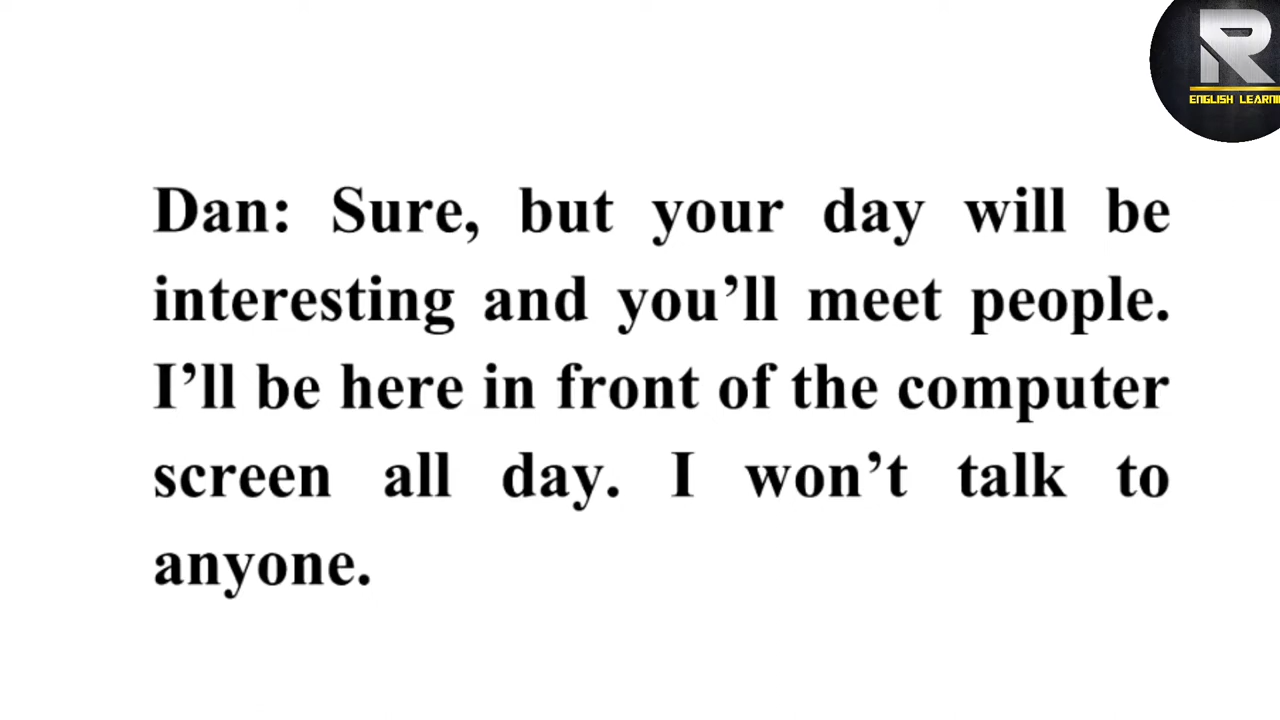 R
ENGLISH LEARNIN
Dan: Sure, but your day will be
interesting and you’ll meet people.
I’ll be here in front of the computer
screen all day. I won’t talk to
anyone.